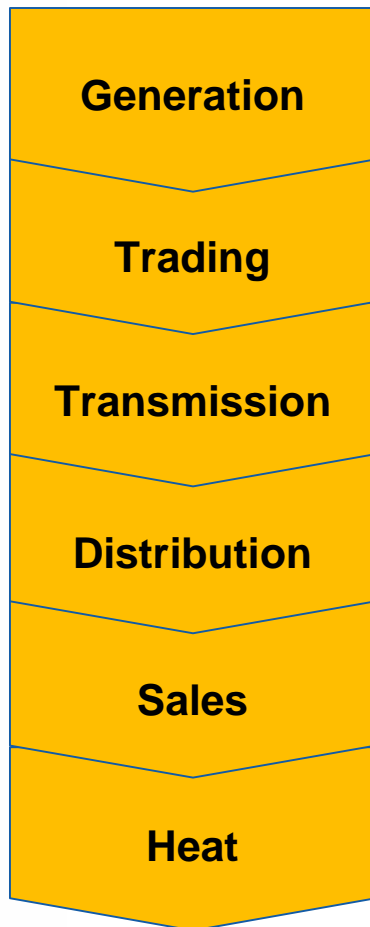 Generation
Trading
Transmission
Distribution
Sales
Heat